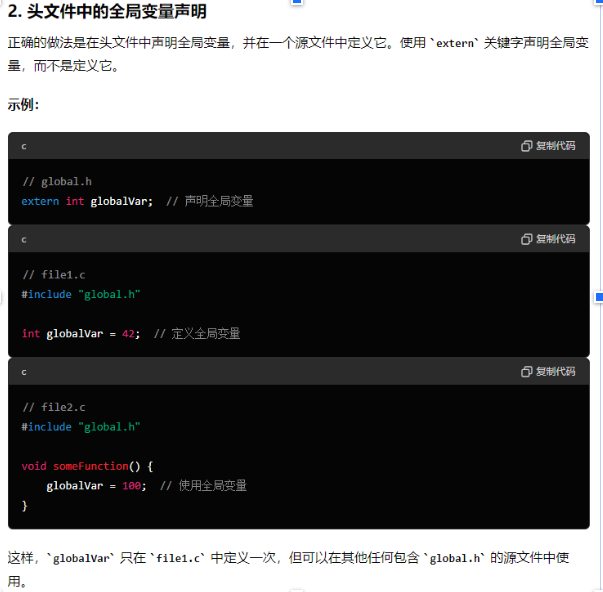 2. 头文件中的全局变量声明
正确的做法是在头文件中声明全局变量，并在一个源文件中定义它。使用 `extern` 关键字声明全局变
量，而不是定义它。
示例：
c 复制代码
// global.h
extern int globalVar;  // 声明全局变量
c 复制代码
// file1.c
#include "global.h"
int globalVar = 42;  // 定义全局变量
c 复制代码
// file2.c
#include "global.h"
void someFunction() {
    globalVar = 100;  // 使用全局变量
}
这样，`globalVar` 只在 `file1.c` 中定义一次，但可以在其他任何包含 `global.h` 的源文件中使
用。